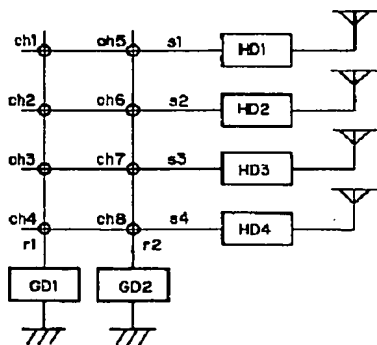 ch1 ch5 s1 HD1
ch2 ch6 s2 HD2
ch3 ch7 s3 HD3
ch4 ch8 s4 HD4
r1 r2
GD1 GD2